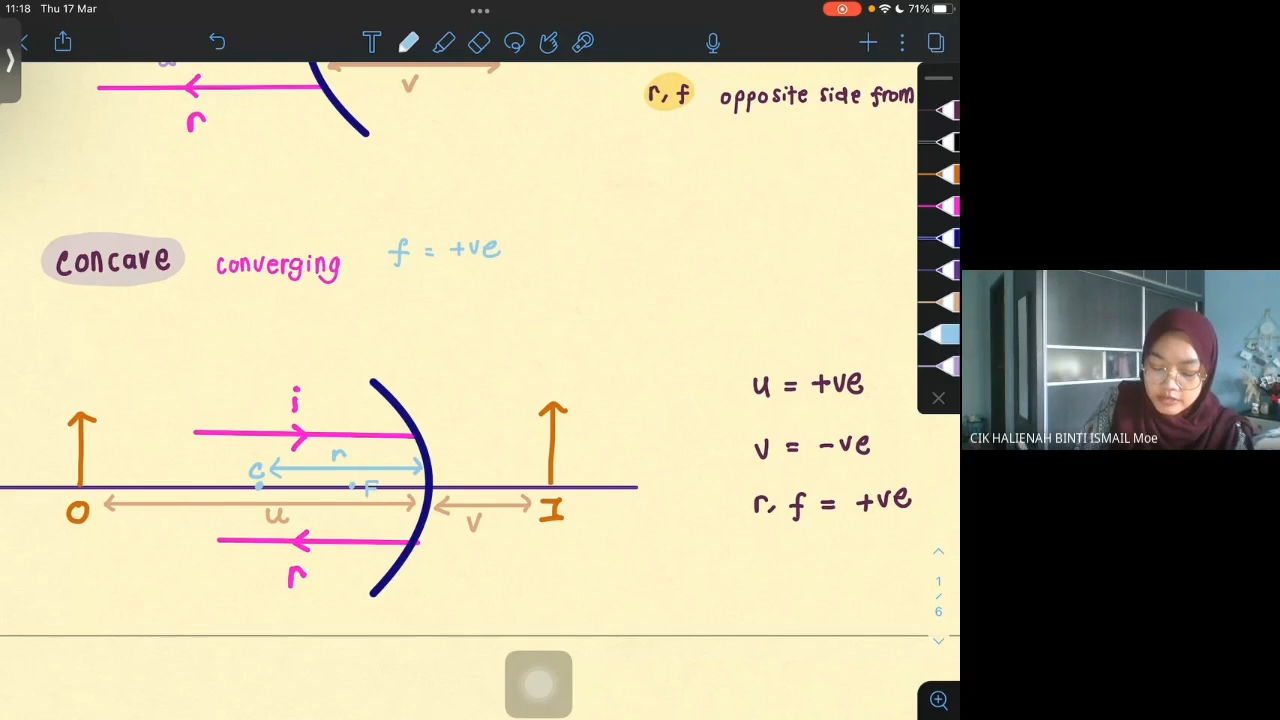 11:18 Thu 17 Mar
71%
T
v
r
r, f opposite side from
concave converging f = +ve
i
r
C
F
O
u
v
I
r
u = +ve
v = -ve
r, f = +ve
CIK HALIENAH BINTI ISMAIL Moe
1
/
6